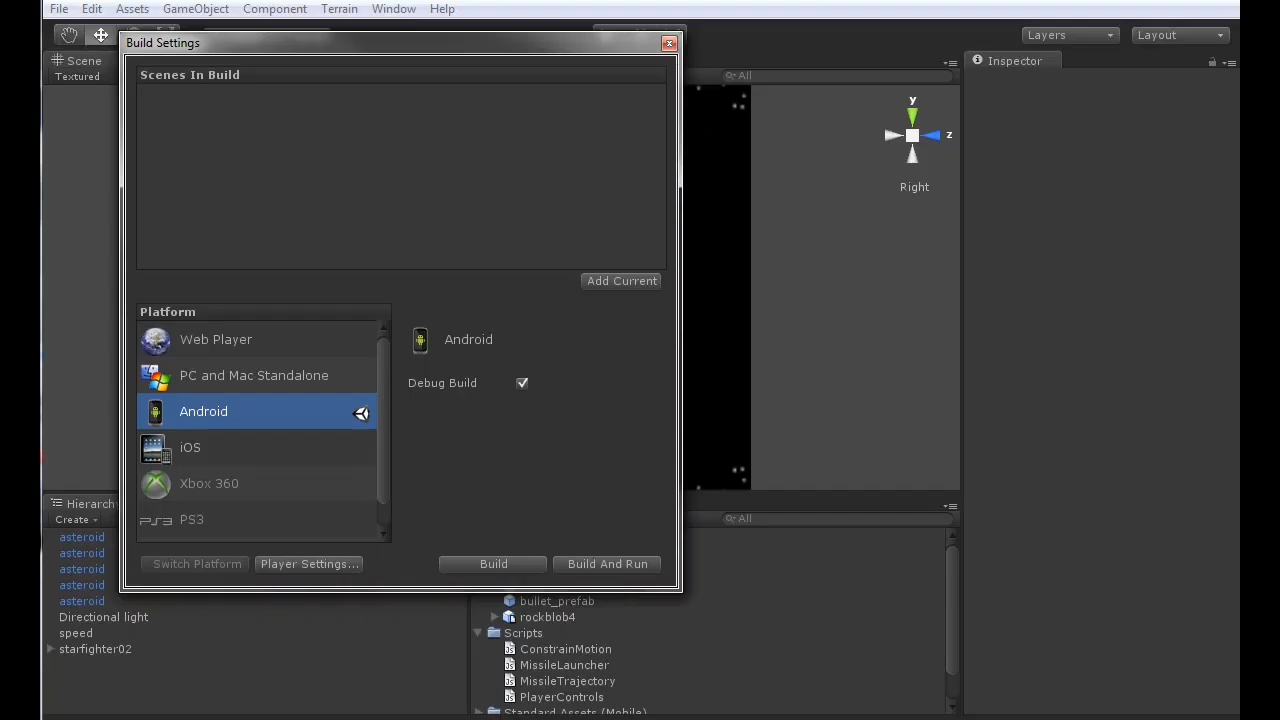 File Edit Assets GameObject Component Terrain Window Help
Build Settings
Layers
Layout
Scene
Textured
Scenes In Build
All
Inspector
y
z
Right
Add Current
Platform
Web Player
PC and Mac Standalone
Android
iOS
Xbox 360
PS3
Android
Debug Build
Switch Platform
Player Settings...
Build
Build And Run
Hierarch
Create
All
asteroid
asteroid
asteroid
asteroid
asteroid
Directional light
speed
starfighter02
bullet_prefab
rockblob4
Scripts
ConstrainMotion
MissileLauncher
MissileTrajectory
PlayerControls
Standard Assets (Mobile)